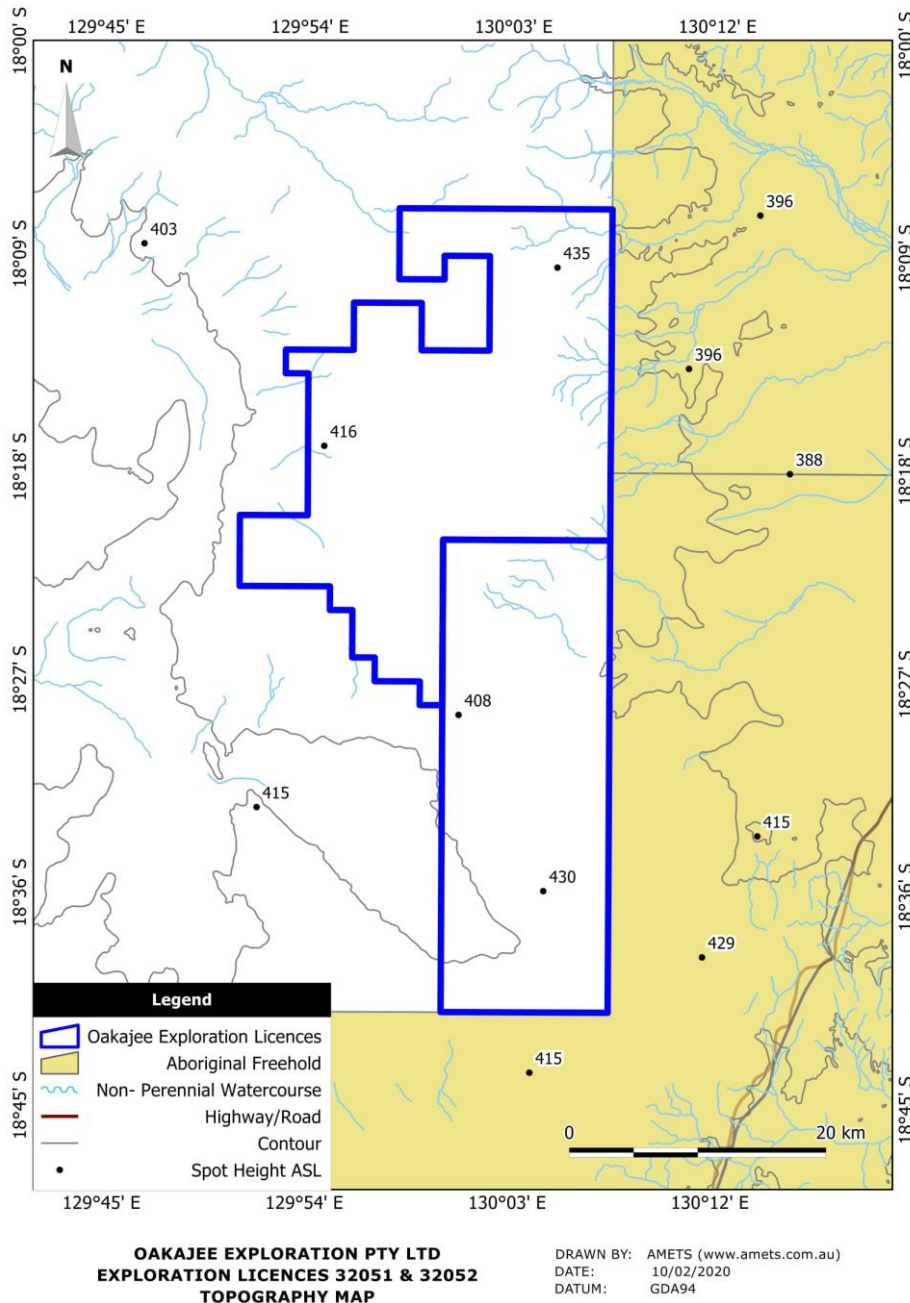 129°45' E 129°54' E 130°03' E 130°12' E
18°00' S 18°00' S
N
396
403
18°09' S 18°09' S
435
396
416
18°18' S 18°18' S
388
18°27' S 18°27' S
408
415
415
430
18°36' S 18°36' S
429
Legend
Oakajee Exploration Licences
Aboriginal Freehold
415
Non- Perennial Watercourse
18°45' S 18°45' S
Highway/Road
Contour
0 20 km
Spot Height ASL
129°45' E 129°54' E 130°03' E 130°12' E
OAKAJEE EXPLORATION PTY LTD
EXPLORATION LICENCES 32051 & 32052
TOPOGRAPHY MAP
DRAWN BY: AMETS (www.amets.com.au)
DATE: 10/02/2020
DATUM: GDA94